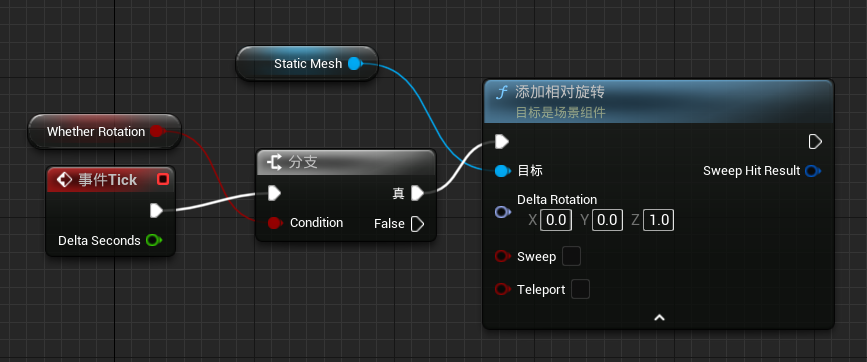 Static Mesh
Whether Rotation
事件Tick
Delta Seconds
分支
真
Condition
False
f 添加相对旋转
目标是场景组件
目标
Sweep Hit Result
Delta Rotation
X 0.0 Y 0.0 Z 1.0
Sweep
Teleport